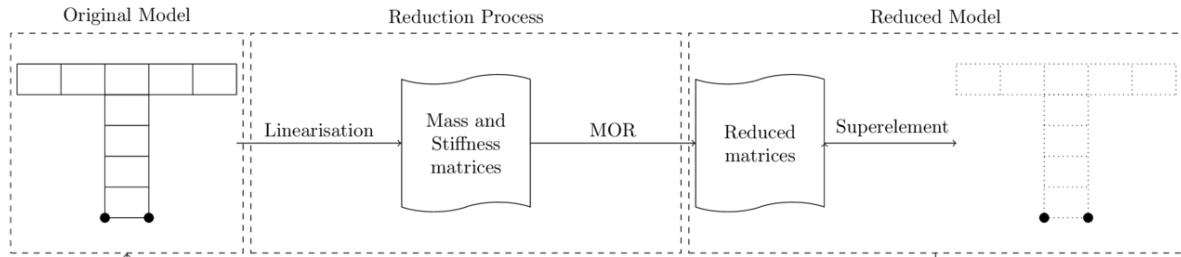 Original Model
Reduction Process
Reduced Model
Linearisation
Mass and
Stiffness
matrices
MOR
Reduced
matrices
Superelement